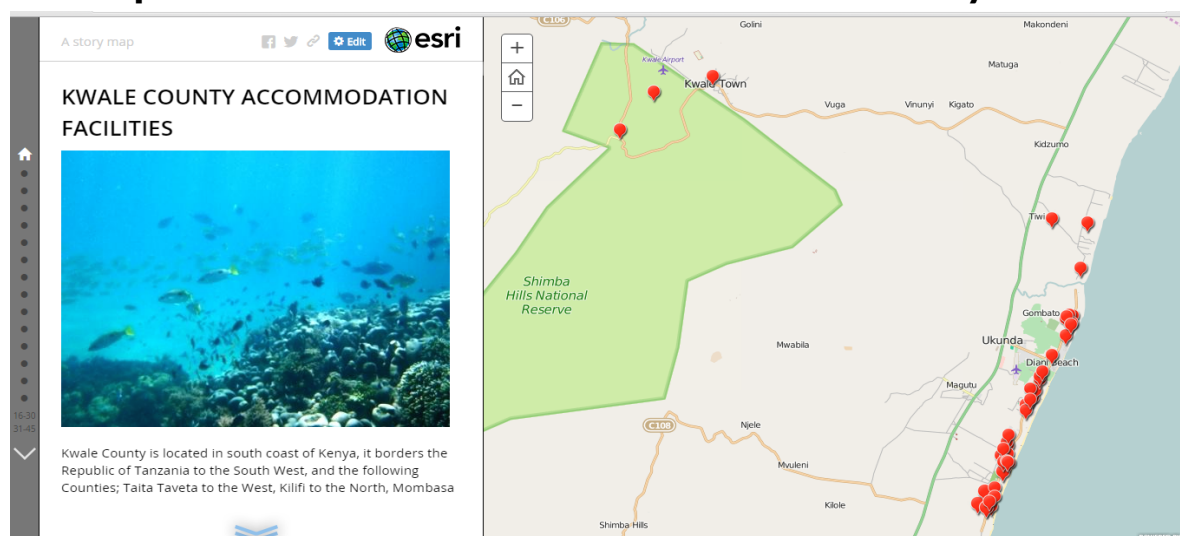 A story map
Edit
esri
KWALE COUNTY ACCOMMODATION
FACILITIES
16-30
31-45
Kwale County is located in south coast of Kenya, it borders the
Republic of Tanzania to the South West, and the following
Counties; Taita Taveta to the West, Kilifi to the North, Mombasa
+
−
C106
Golini
Makondeni
Kwale Airport
Matuga
Kwale Town
Vuga
Vinunyi
Kigato
Kidzumo
Tiwi
Shimba
Hills National
Reserve
Gombato
Ukunda
Mwabila
Diani Beach
Magutu
C108
Njele
Mvuleni
Kilole
Shimba Hills